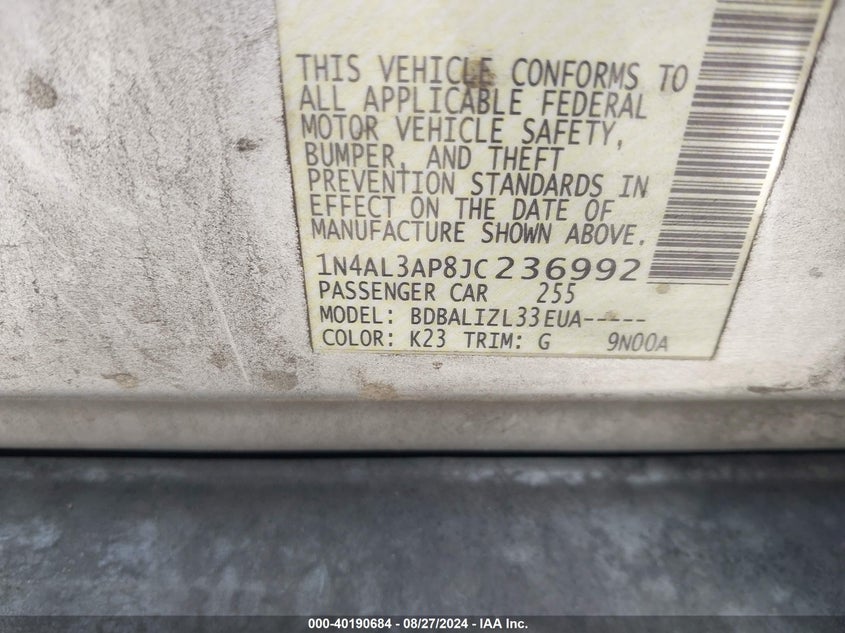 THIS VEHICLE CONFORMS TO
ALL APPLICABLE FEDERAL
MOTOR VEHICLE SAFETY,
BUMPER, AND THEFT
PREVENTION STANDARDS IN
EFFECT ON THE DATE OF
MANUFACTURE SHOWN ABOVE.
1N4AL3AP8JC236992
PASSENGER CAR 255
MODEL: BDBALIZL33EUA-----
COLOR: K23 TRIM: G 9N00A
000-40190684 - 08/27/2024 - IAA Inc.